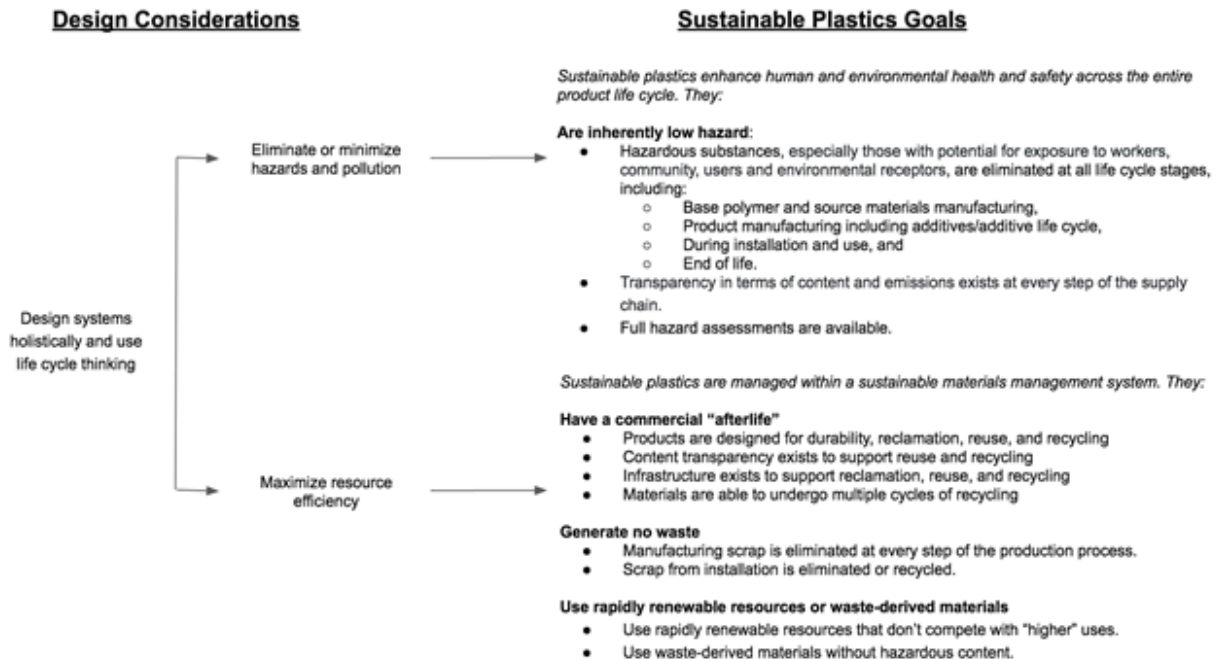 Design Considerations
Sustainable Plastics Goals
Sustainable plastics enhance human and environmental health and safety across the entire
product life cycle. They:
Eliminate or minimize
hazards and pollution
Are inherently low hazard:
● Hazardous substances, especially those with potential for exposure to workers,
community, users and environmental receptors, are eliminated at all life cycle stages,
including:
○ Base polymer and source materials manufacturing,
○ Product manufacturing including additives/additive life cycle,
○ During installation and use, and
○ End of life.
● Transparency in terms of content and emissions exists at every step of the supply
chain.
● Full hazard assessments are available.
Design systems
holistically and use
life cycle thinking
Sustainable plastics are managed within a sustainable materials management system. They:
Maximize resource
efficiency
Have a commercial “afterlife”
● Products are designed for durability, reclamation, reuse, and recycling
● Content transparency exists to support reuse and recycling
● Infrastructure exists to support reclamation, reuse, and recycling
● Materials are able to undergo multiple cycles of recycling
Generate no waste
● Manufacturing scrap is eliminated at every step of the production process.
● Scrap from installation is eliminated or recycled.
Use rapidly renewable resources or waste-derived materials
● Use rapidly renewable resources that don’t compete with “higher” uses.
● Use waste-derived materials without hazardous content.